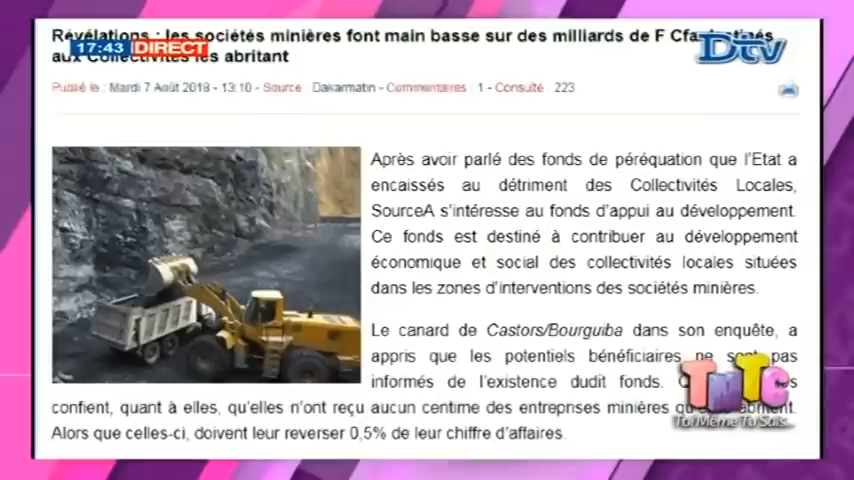 Révélations : les sociétés minières font main basse sur des milliards de F Cfa
17:43 DIRECT
Dtv
aux Collectivités les abritant
Publié le : Mardi 7 Août 2018 - 13:10 - Source : Dakarmatin - Commentaires : 1 - Consulté : 223
Après avoir parlé des fonds de péréquation que l'Etat a
encaissés au détriment des Collectivités Locales,
SourceA s'intéresse au fonds d'appui au développement.
Ce fonds est destiné à contribuer au développement
économique et social des collectivités locales situées
dans les zones d'interventions des sociétés minières.
Le canard de Castors/Bourguiba dans son enquête, a
appris que les potentiels bénéficiaires ne sont pas
informés de l'existence dudit fonds.
confient, quant à elles, qu'elles n'ont reçu aucun centime des entreprises minières abritent.
Alors que celles-ci, doivent leur reverser 0,5% de leur chiffre d'affaires.
TMTC
Toi Même Tu Sais...